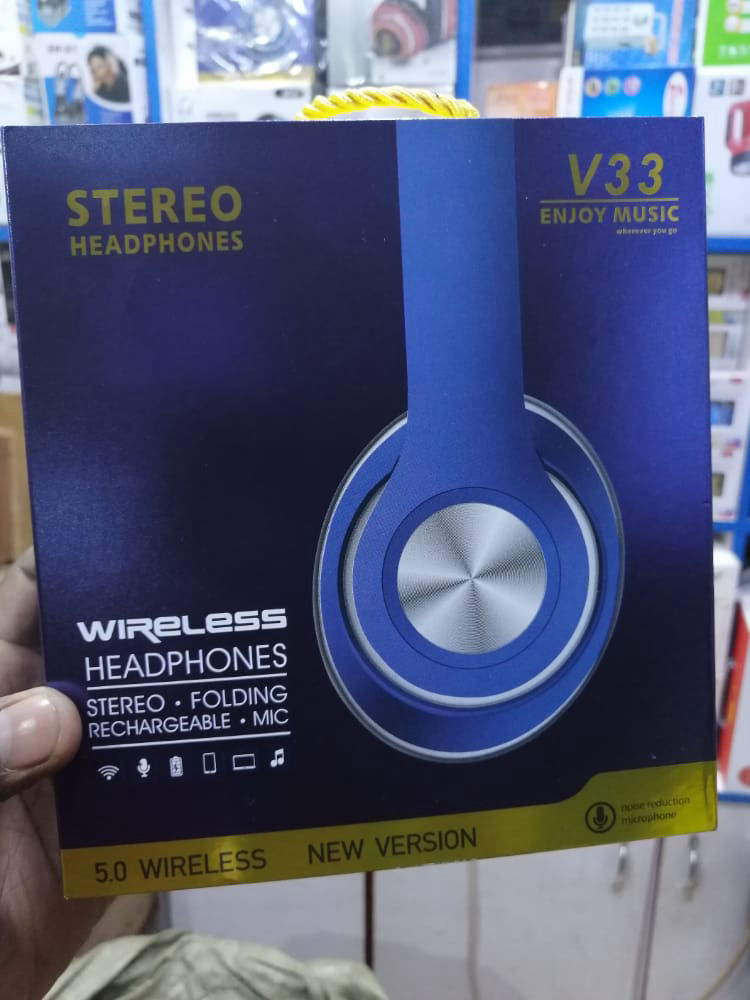 STEREO
HEADPHONES
V33
ENJOY MUSIC
wherever you go
WIRELESS
HEADPHONES
STEREO • FOLDING
RECHARGEABLE • MIC
noise reduction
microphone
5.0 WIRELESS NEW VERSION